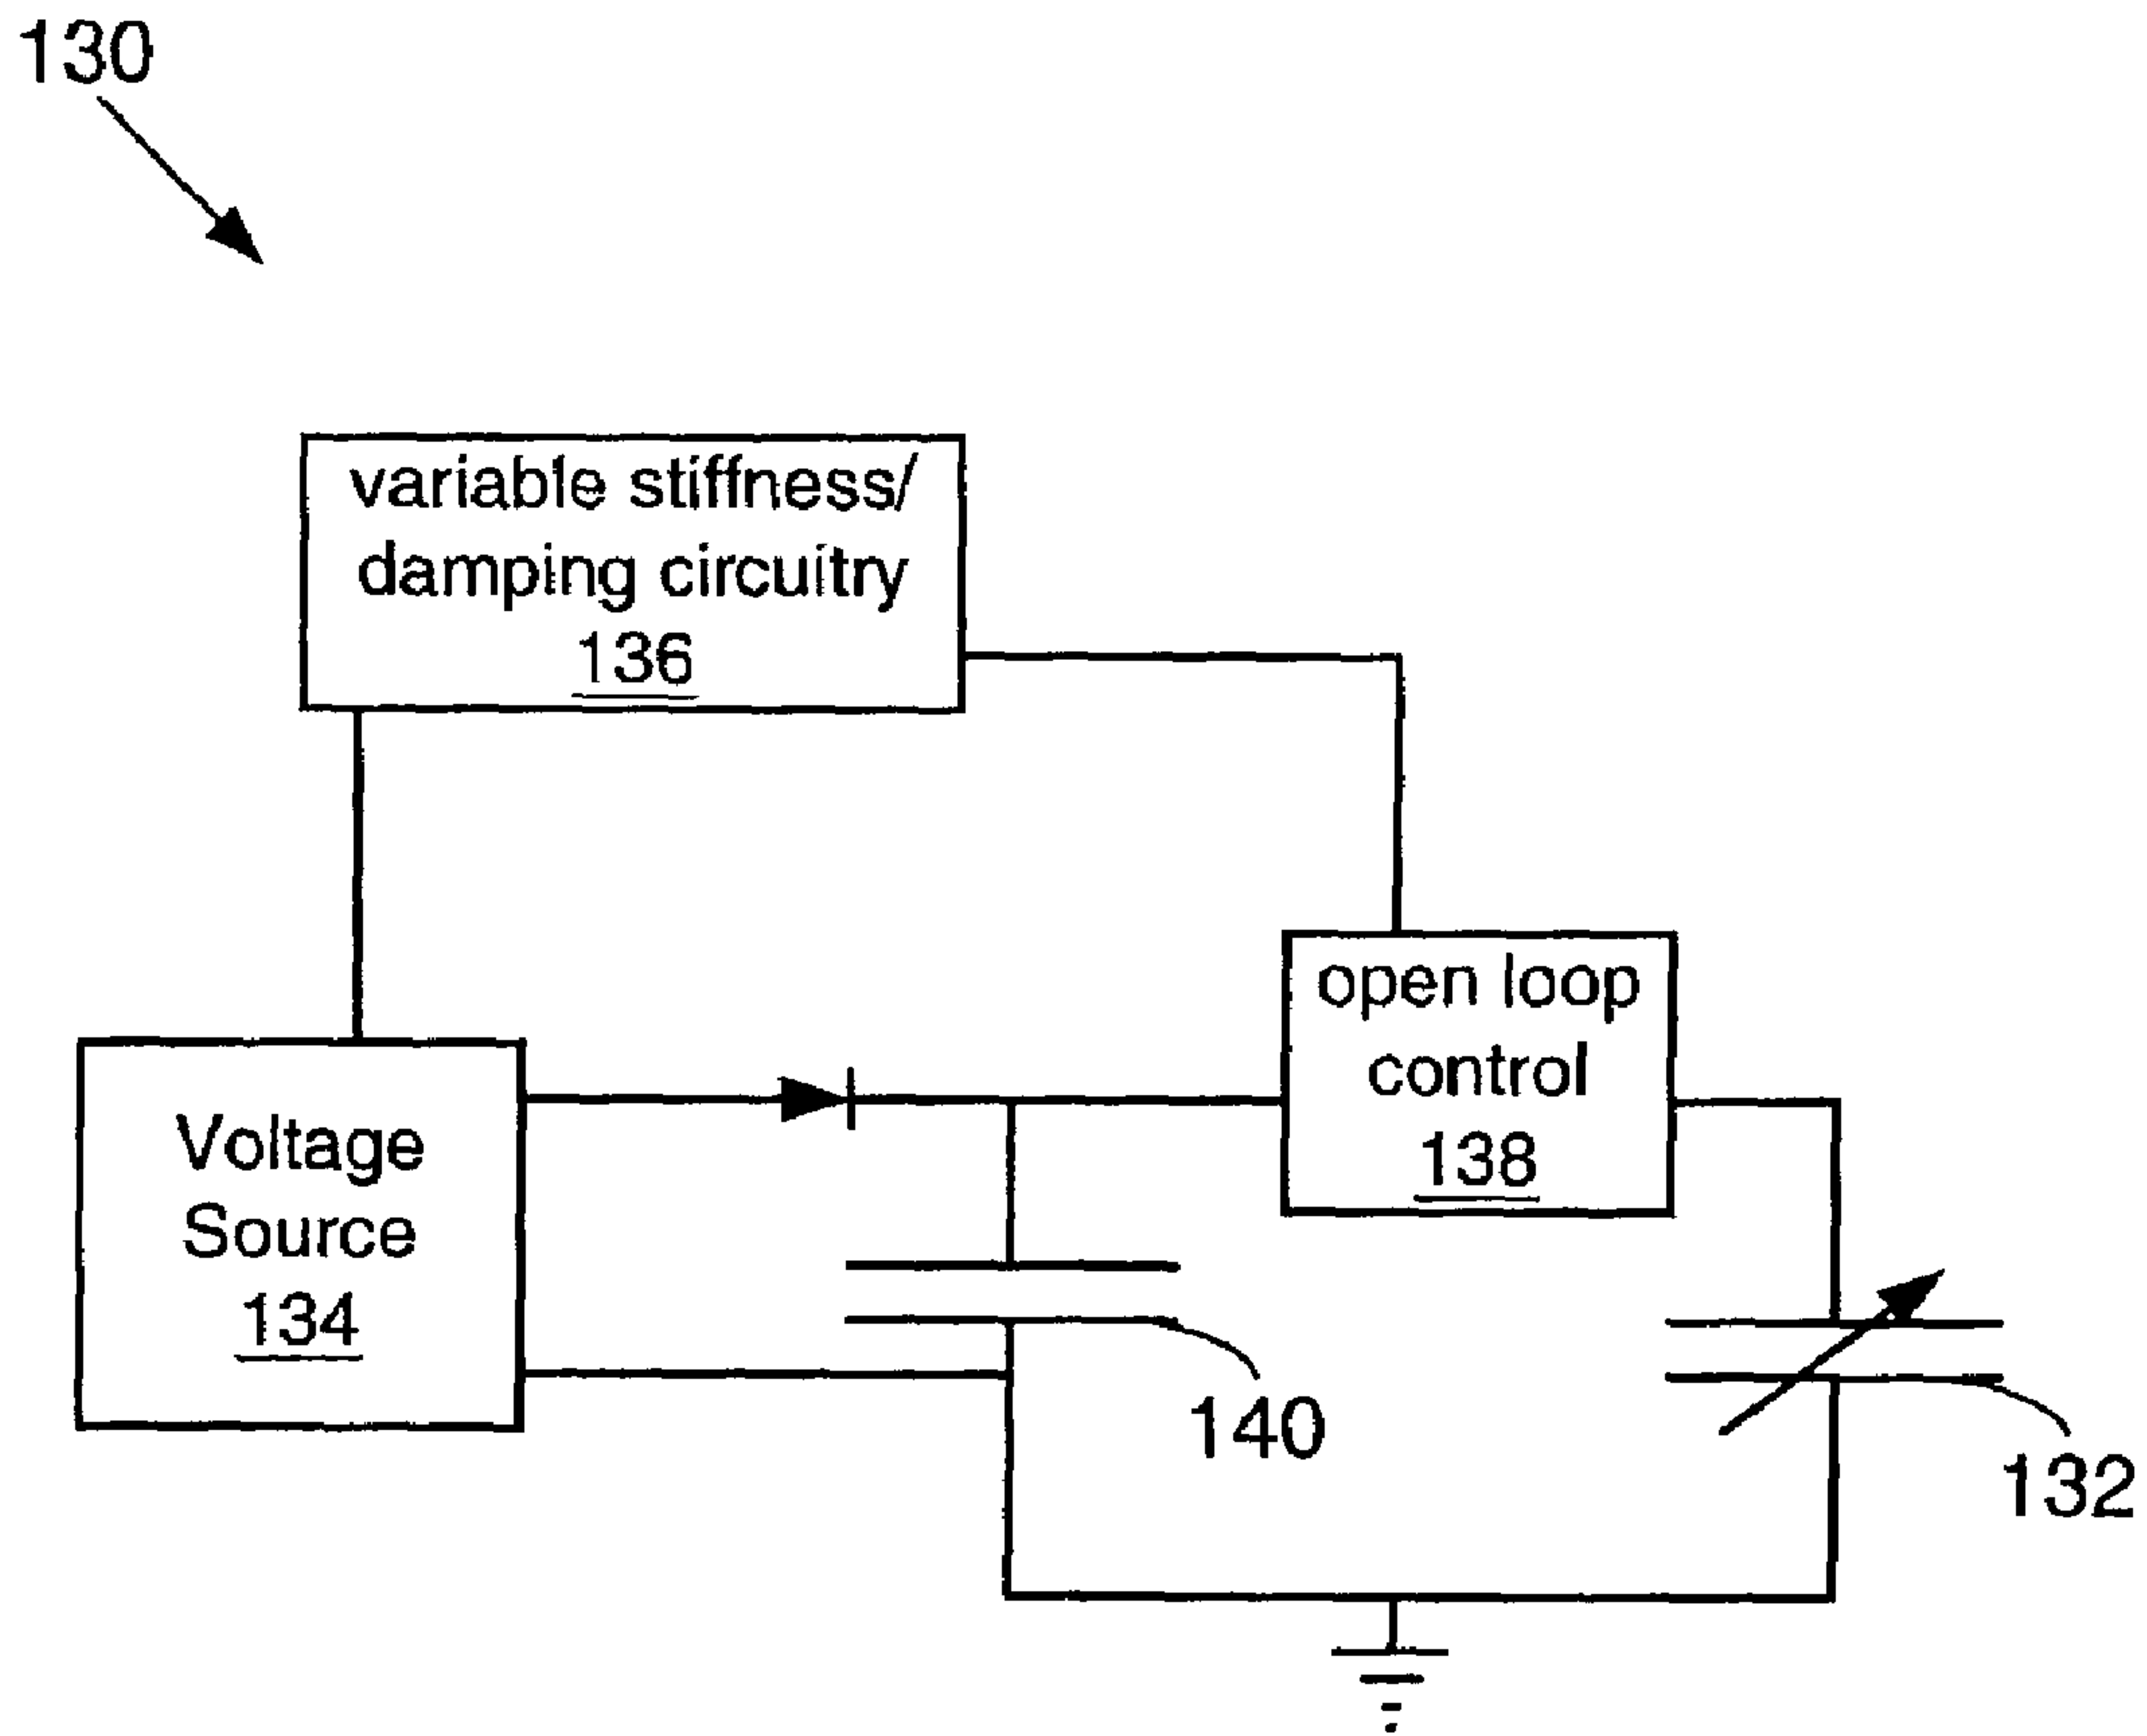 130
variable stiffness/
damping circuitry
136
open loop
control
138
Voltage
Source
134
140
132